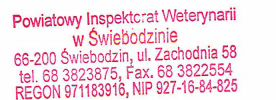 Powiatowy Inspektorat Weterynarii
w Świebodzinie
66-200 Świebodzin, ul. Zachodnia 58
tel. 68 3823875, Fax. 68 3822554
REGON 971183916, NIP 927-16-84-825